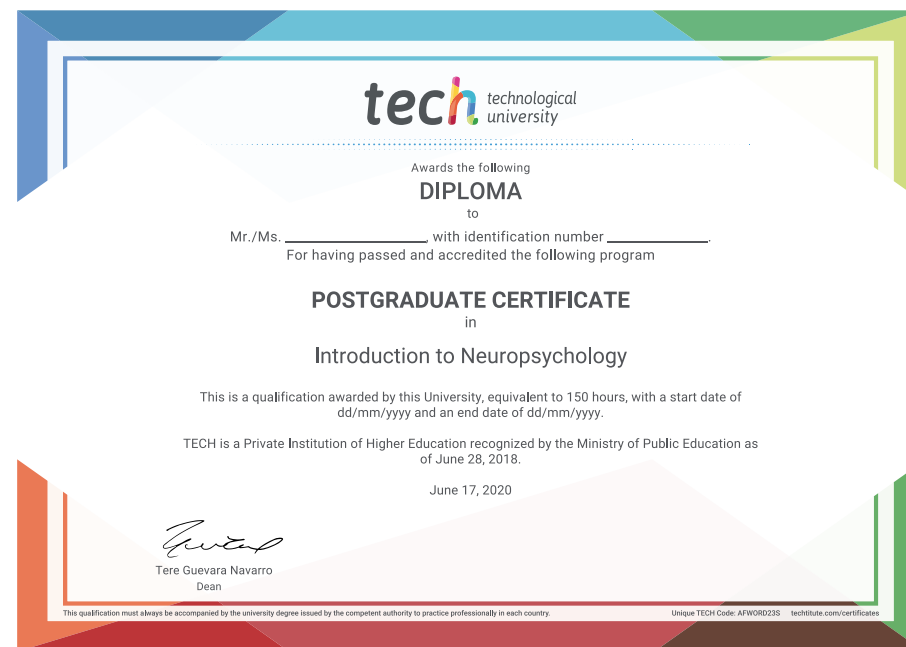 tech technological
university
Awards the following
DIPLOMA
to
Mr./Ms. ____________________, with identification number ______________.
For having passed and accredited the following program
POSTGRADUATE CERTIFICATE
in
Introduction to Neuropsychology
This is a qualification awarded by this University, equivalent to 150 hours, with a start date of
dd/mm/yyyy and an end date of dd/mm/yyyy.
TECH is a Private Institution of Higher Education recognized by the Ministry of Public Education as
of June 28, 2018.
June 17, 2020
Tere Guevara Navarro
Dean
This qualification must always be accompanied by the university degree issued by the competent authority to practice professionally in each country. Unique TECH Code: AFWORD23S techtitute.com/certificates